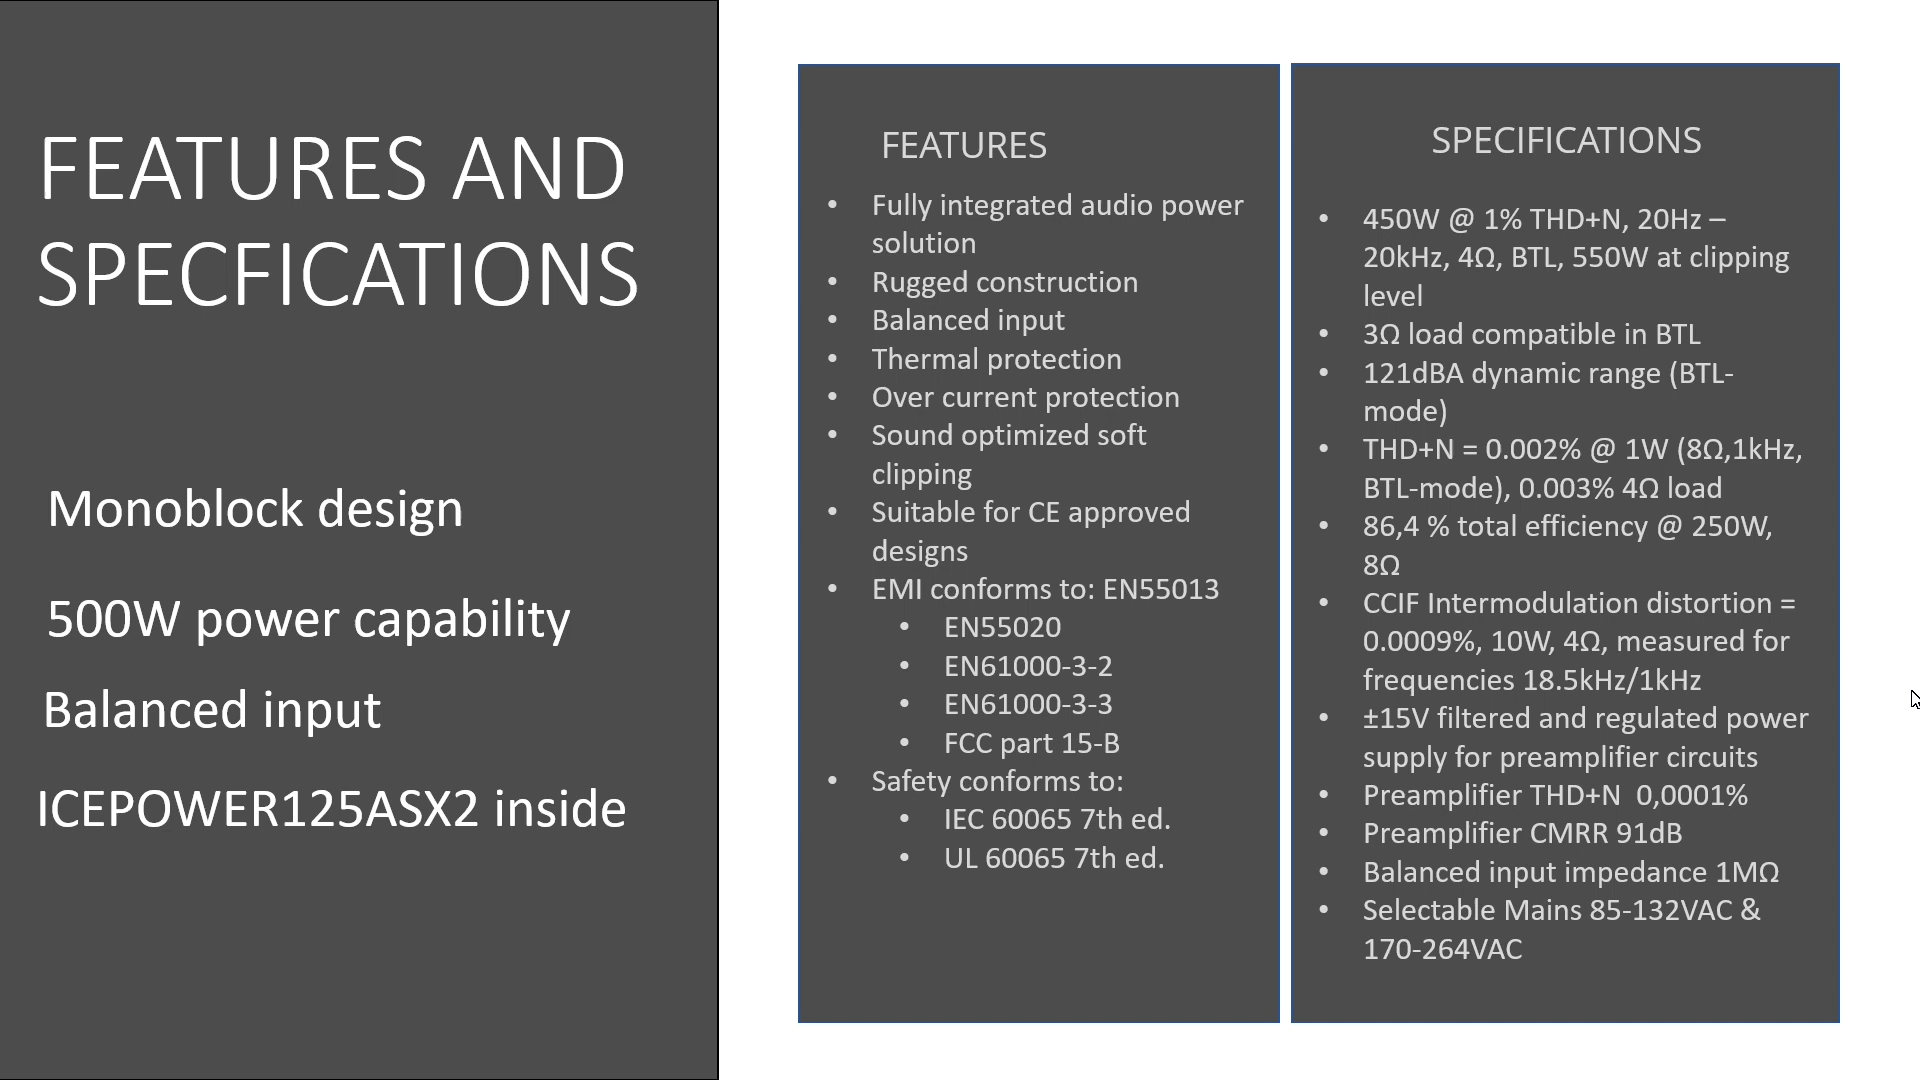 FEATURES AND
SPECFICATIONS
Monoblock design
500W power capability
Balanced input
ICEPOWER125ASX2 inside
FEATURES
• Fully integrated audio power
solution
• Rugged construction
• Balanced input
• Thermal protection
• Over current protection
• Sound optimized soft
clipping
• Suitable for CE approved
designs
• EMI conforms to: EN55013
• EN55020
• EN61000-3-2
• EN61000-3-3
• FCC part 15-B
• Safety conforms to:
• IEC 60065 7th ed.
• UL 60065 7th ed.
SPECIFICATIONS
• 450W @ 1% THD+N, 20Hz –
20kHz, 4Ω, BTL, 550W at clipping
level
• 3Ω load compatible in BTL
• 121dBA dynamic range (BTL-
mode)
• THD+N = 0.002% @ 1W (8Ω,1kHz,
BTL-mode), 0.003% 4Ω load
• 86,4 % total efficiency @ 250W,
8Ω
• CCIF Intermodulation distortion =
0.0009%, 10W, 4Ω, measured for
frequencies 18.5kHz/1kHz
• ±15V filtered and regulated power
supply for preamplifier circuits
• Preamplifier THD+N  0,0001%
• Preamplifier CMRR 91dB
• Balanced input impedance 1MΩ
• Selectable Mains 85-132VAC &
170-264VAC